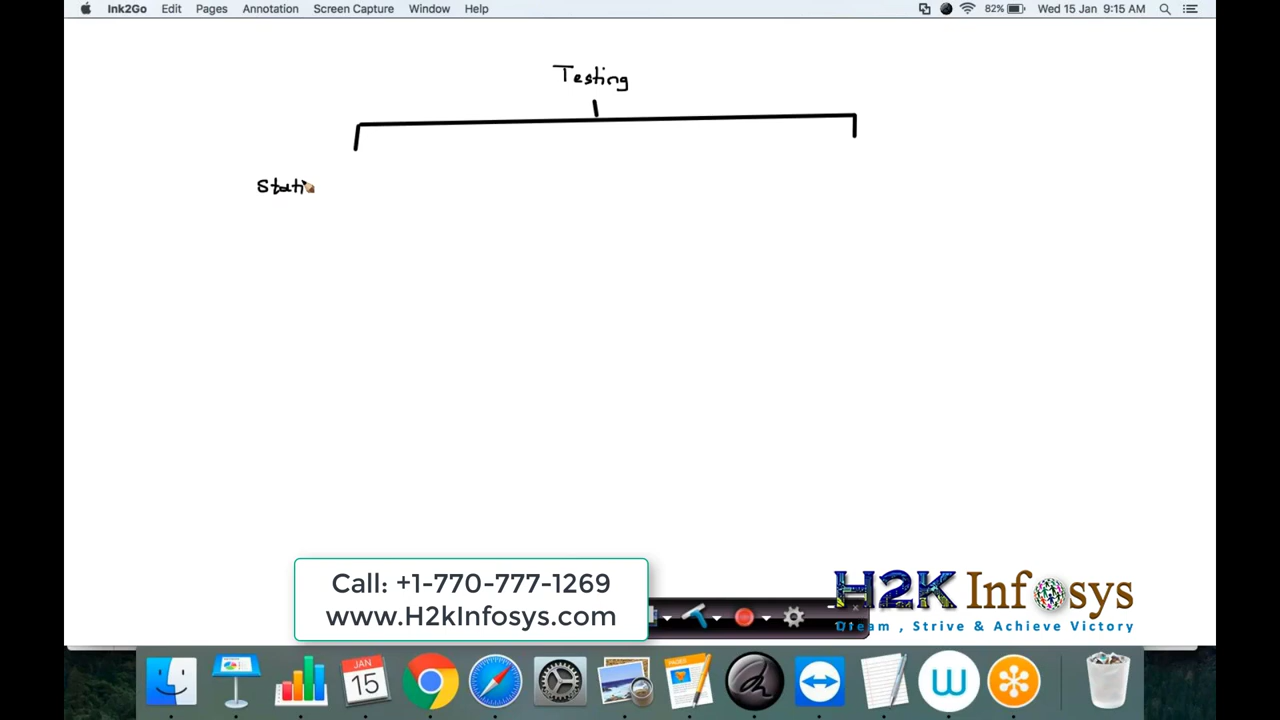 Ink2Go Edit Pages Annotation Screen Capture Window Help 82% Wed 15 Jan 9:15 AM
Testing
Stati
Call: +1-770-777-1269
www.H2kInfosys.com
H2K Infosys
Dream , Strive & Achieve Victory
JAN
15
PAGES
W